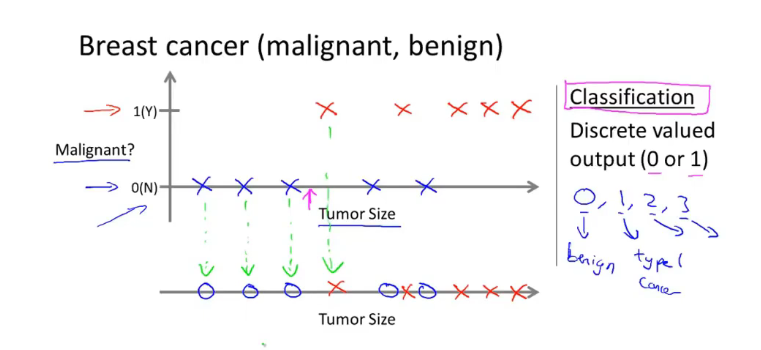 Breast cancer (malignant, benign)
1(Y)
Malignant?
0(N)
Tumor Size
Tumor Size
Classification
Discrete valued
output (0 or 1)
0, 1, 2, 3
benign
type 1
cancer